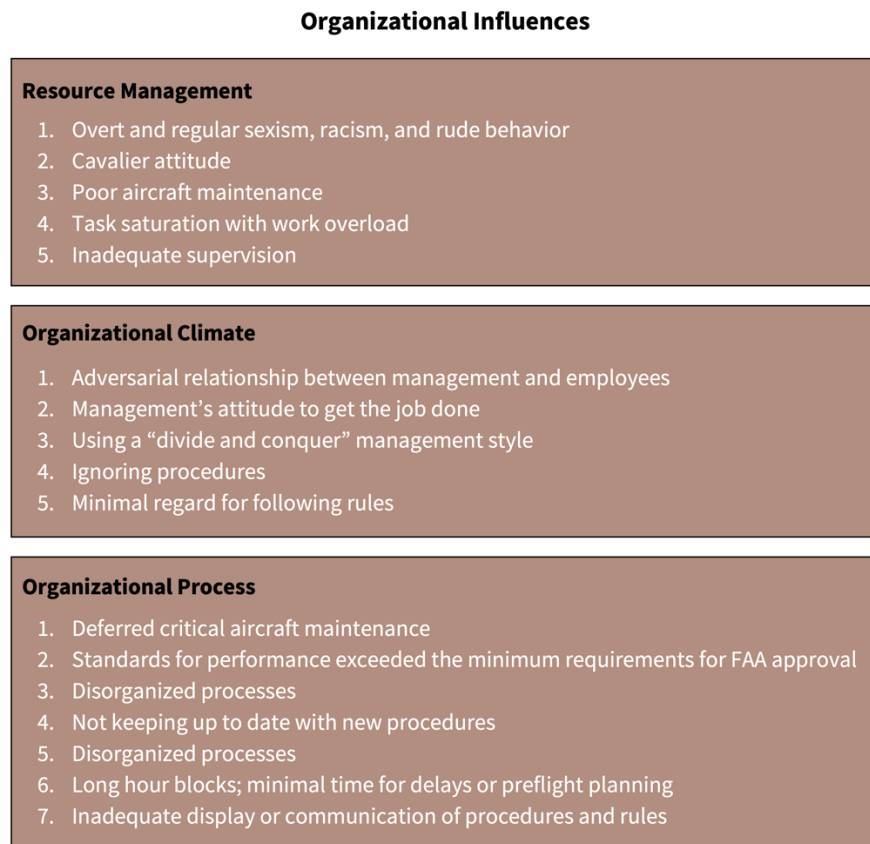 Organizational Influences
Resource Management
1. Overt and regular sexism, racism, and rude behavior
2. Cavalier attitude
3. Poor aircraft maintenance
4. Task saturation with work overload
5. Inadequate supervision
Organizational Climate
1. Adversarial relationship between management and employees
2. Management’s attitude to get the job done
3. Using a “divide and conquer” management style
4. Ignoring procedures
5. Minimal regard for following rules
Organizational Process
1. Deferred critical aircraft maintenance
2. Standards for performance exceeded the minimum requirements for FAA approval
3. Disorganized processes
4. Not keeping up to date with new procedures
5. Disorganized processes
6. Long hour blocks; minimal time for delays or preflight planning
7. Inadequate display or communication of procedures and rules